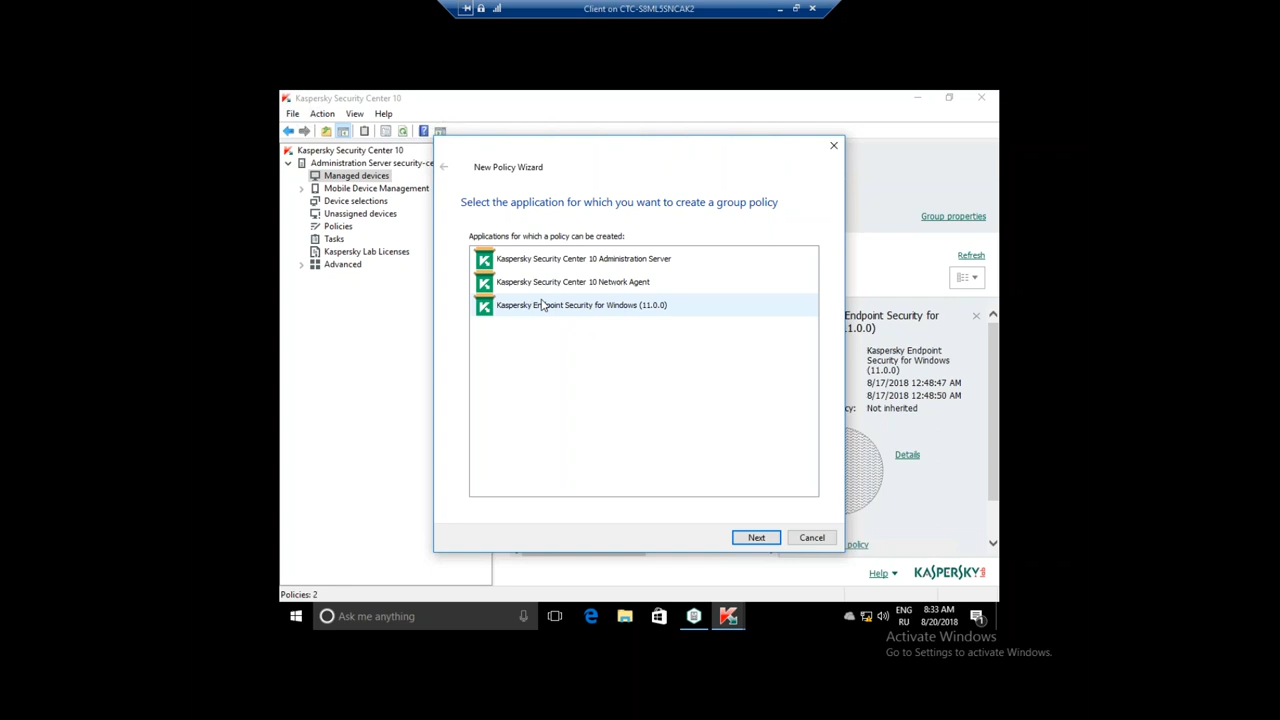 Client on CTC-S8ML5SNCAK2
Kaspersky Security Center 10
File Action View Help
Kaspersky Security Center 10
Administration Server security-ce
Managed devices
Mobile Device Management
Device selections
Unassigned devices
Policies
Tasks
Kaspersky Lab Licenses
Advanced
New Policy Wizard
Select the application for which you want to create a group policy
Applications for which a policy can be created:
Kaspersky Security Center 10 Administration Server
Kaspersky Security Center 10 Network Agent
Kaspersky Endpoint Security for Windows (11.0.0)
Next Cancel
Group properties
Refresh
Endpoint Security for
11.0.0)
Kaspersky Endpoint
Security for Windows
(11.0.0)
8/17/2018 12:48:47 AM
8/17/2018 12:48:50 AM
cy: Not inherited
Details
policy
Help KASPERSKY lab
Policies: 2
Ask me anything
ENG
RU
8:33 AM
8/20/2018
1
Activate Windows
Go to Settings to activate Windows.